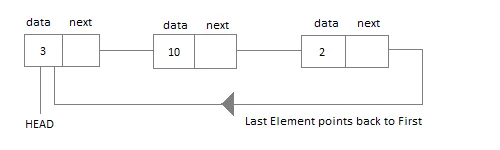 data next data next data next
3 10 2
HEAD Last Element points back to First